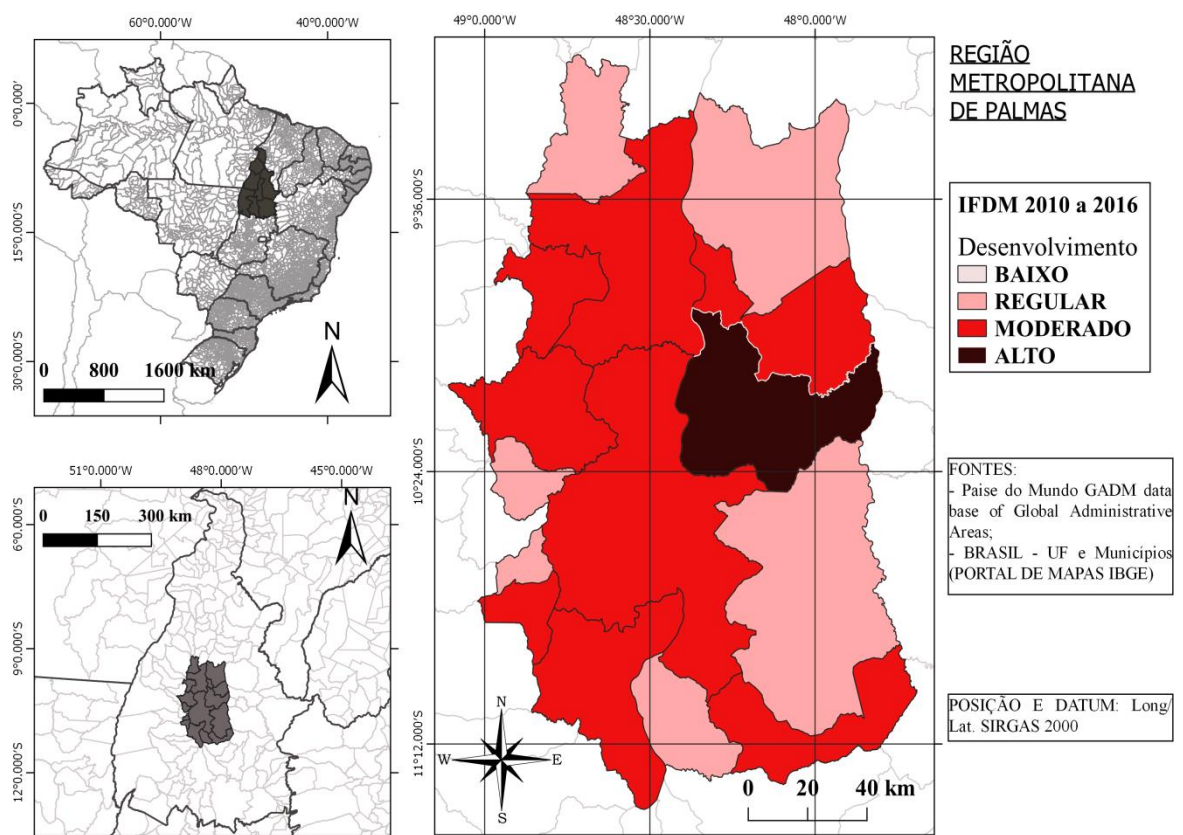 60°0.000'W 40°0.000'W
0°0.000'
15°0.000'S
30°0.000'S
N
0 800 1600 km
51°0.000'W 48°0.000'W 45°0.000'W
6°0.000'S
9°0.000'S
12°0.000'S
N
0 150 300 km
49°0.000'W 48°30.000'W 48°0.000'W
9°36.000'S
10°24.000'S
11°12.000'S
N
W E
S
0 20 40 km
REGIÃO
METROPOLITANA
DE PALMAS
IFDM 2010 a 2016
Desenvolvimento
BAIXO
REGULAR
MODERADO
ALTO
FONTES:
- Paise do Mundo GADM data
base of Global Administrative
Areas;
- BRASIL - UF e Municípios
(PORTAL DE MAPAS IBGE)
POSIÇÃO E DATUM: Long/
Lat. SIRGAS 2000